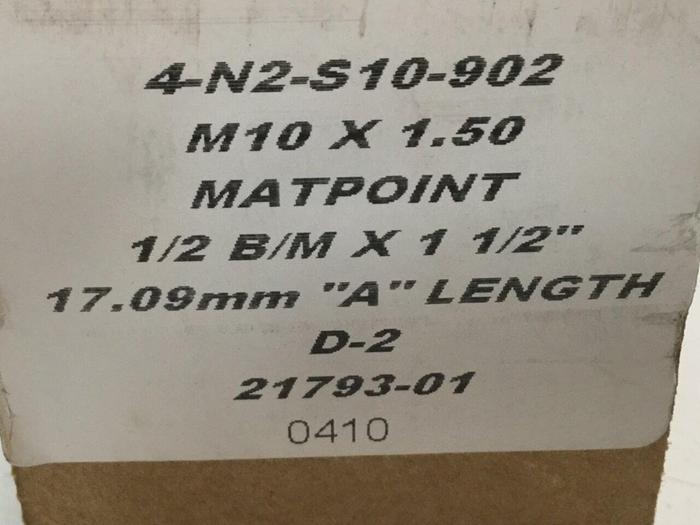 4-N2-S10-902
M10 X 1.50
MATPOINT
1/2 B/M X 1 1/2"
17.09mm "A" LENGTH
D-2
21793-01
0410